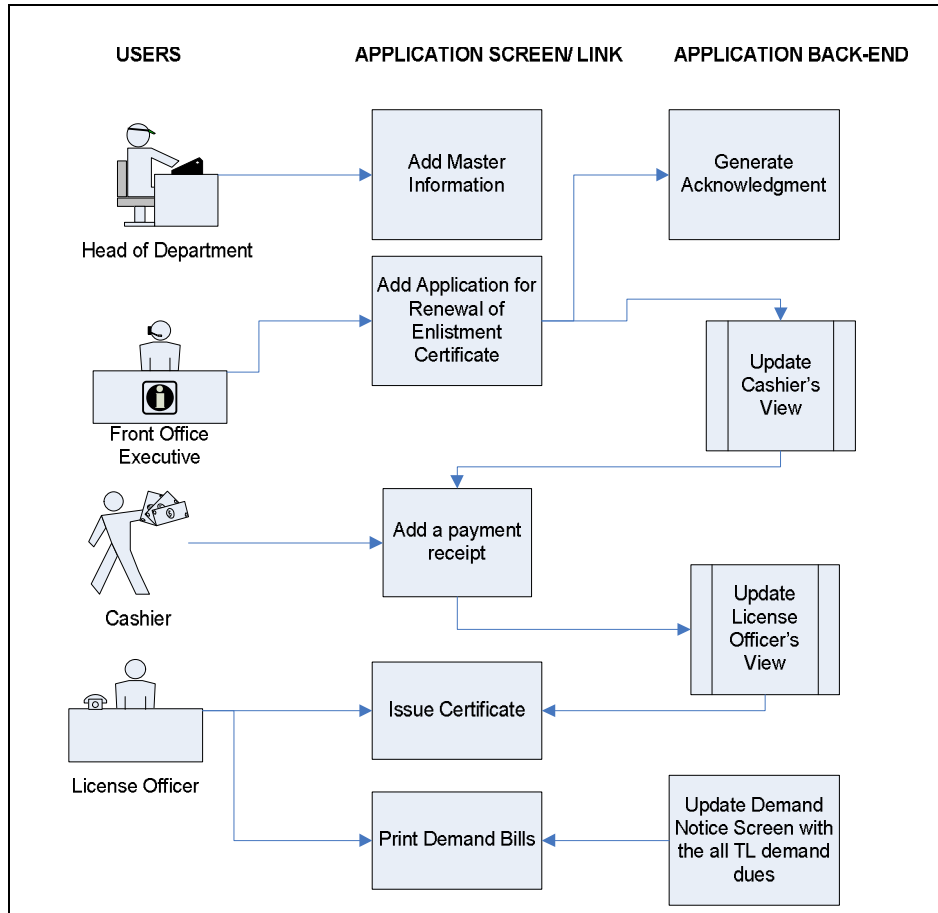 USERS
APPLICATION SCREEN/ LINK
APPLICATION BACK-END
Add Master
Information
Generate
Acknowledgment
Head of Department
Add Application for
Renewal of
Enlistment
Certificate
Update
Cashier's
View
Front Office
Executive
Add a payment
receipt
Cashier
Update
License
Officer's
View
Issue Certificate
License Officer
Print Demand Bills
Update Demand
Notice Screen with
the all TL demand
dues